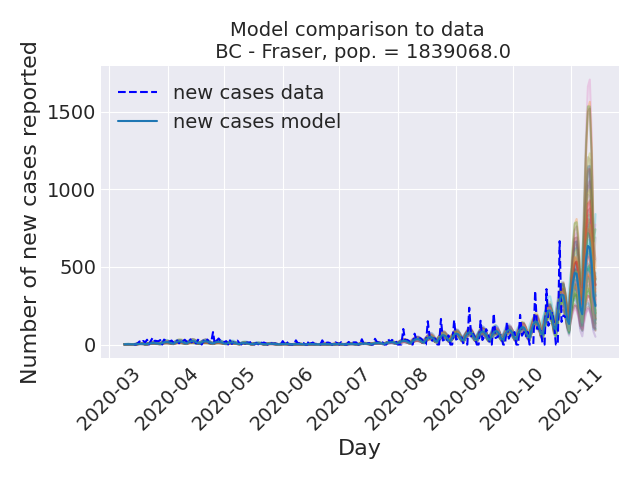 Model comparison to data
BC - Fraser, pop. = 1839068.0
new cases data
new cases model
Number of new cases reported
1500
1000
500
0
2020-03
2020-04
2020-05
2020-06
2020-07
2020-08
2020-09
2020-10
2020-11
Day